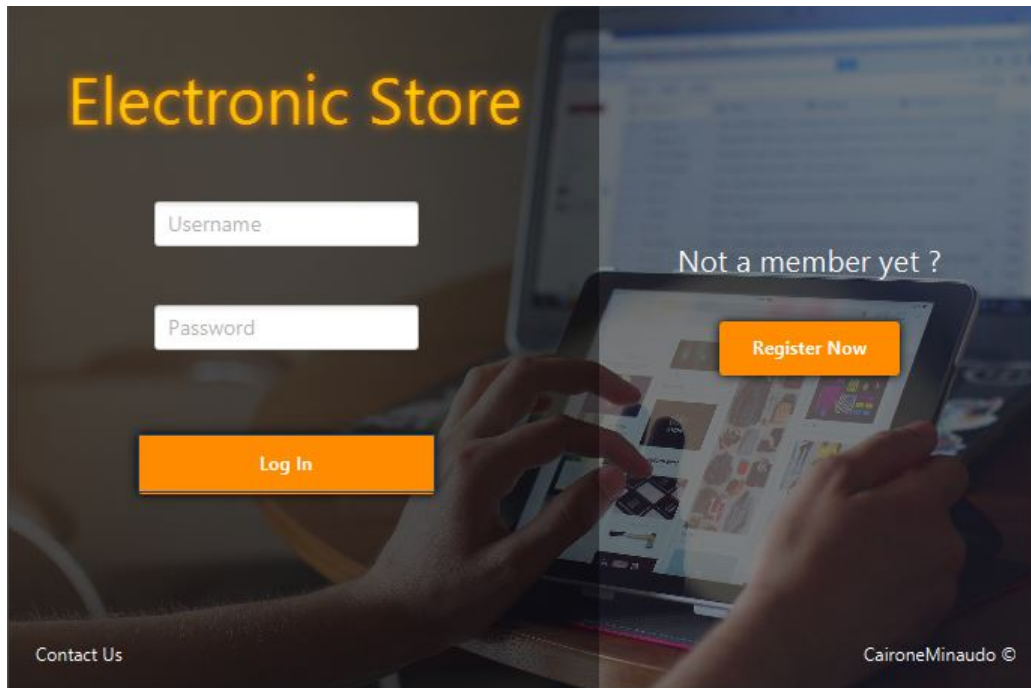 Electronic Store
Username
Password
Log In
Not a member yet ?
Register Now
Contact Us
CaironeMinaudo ©